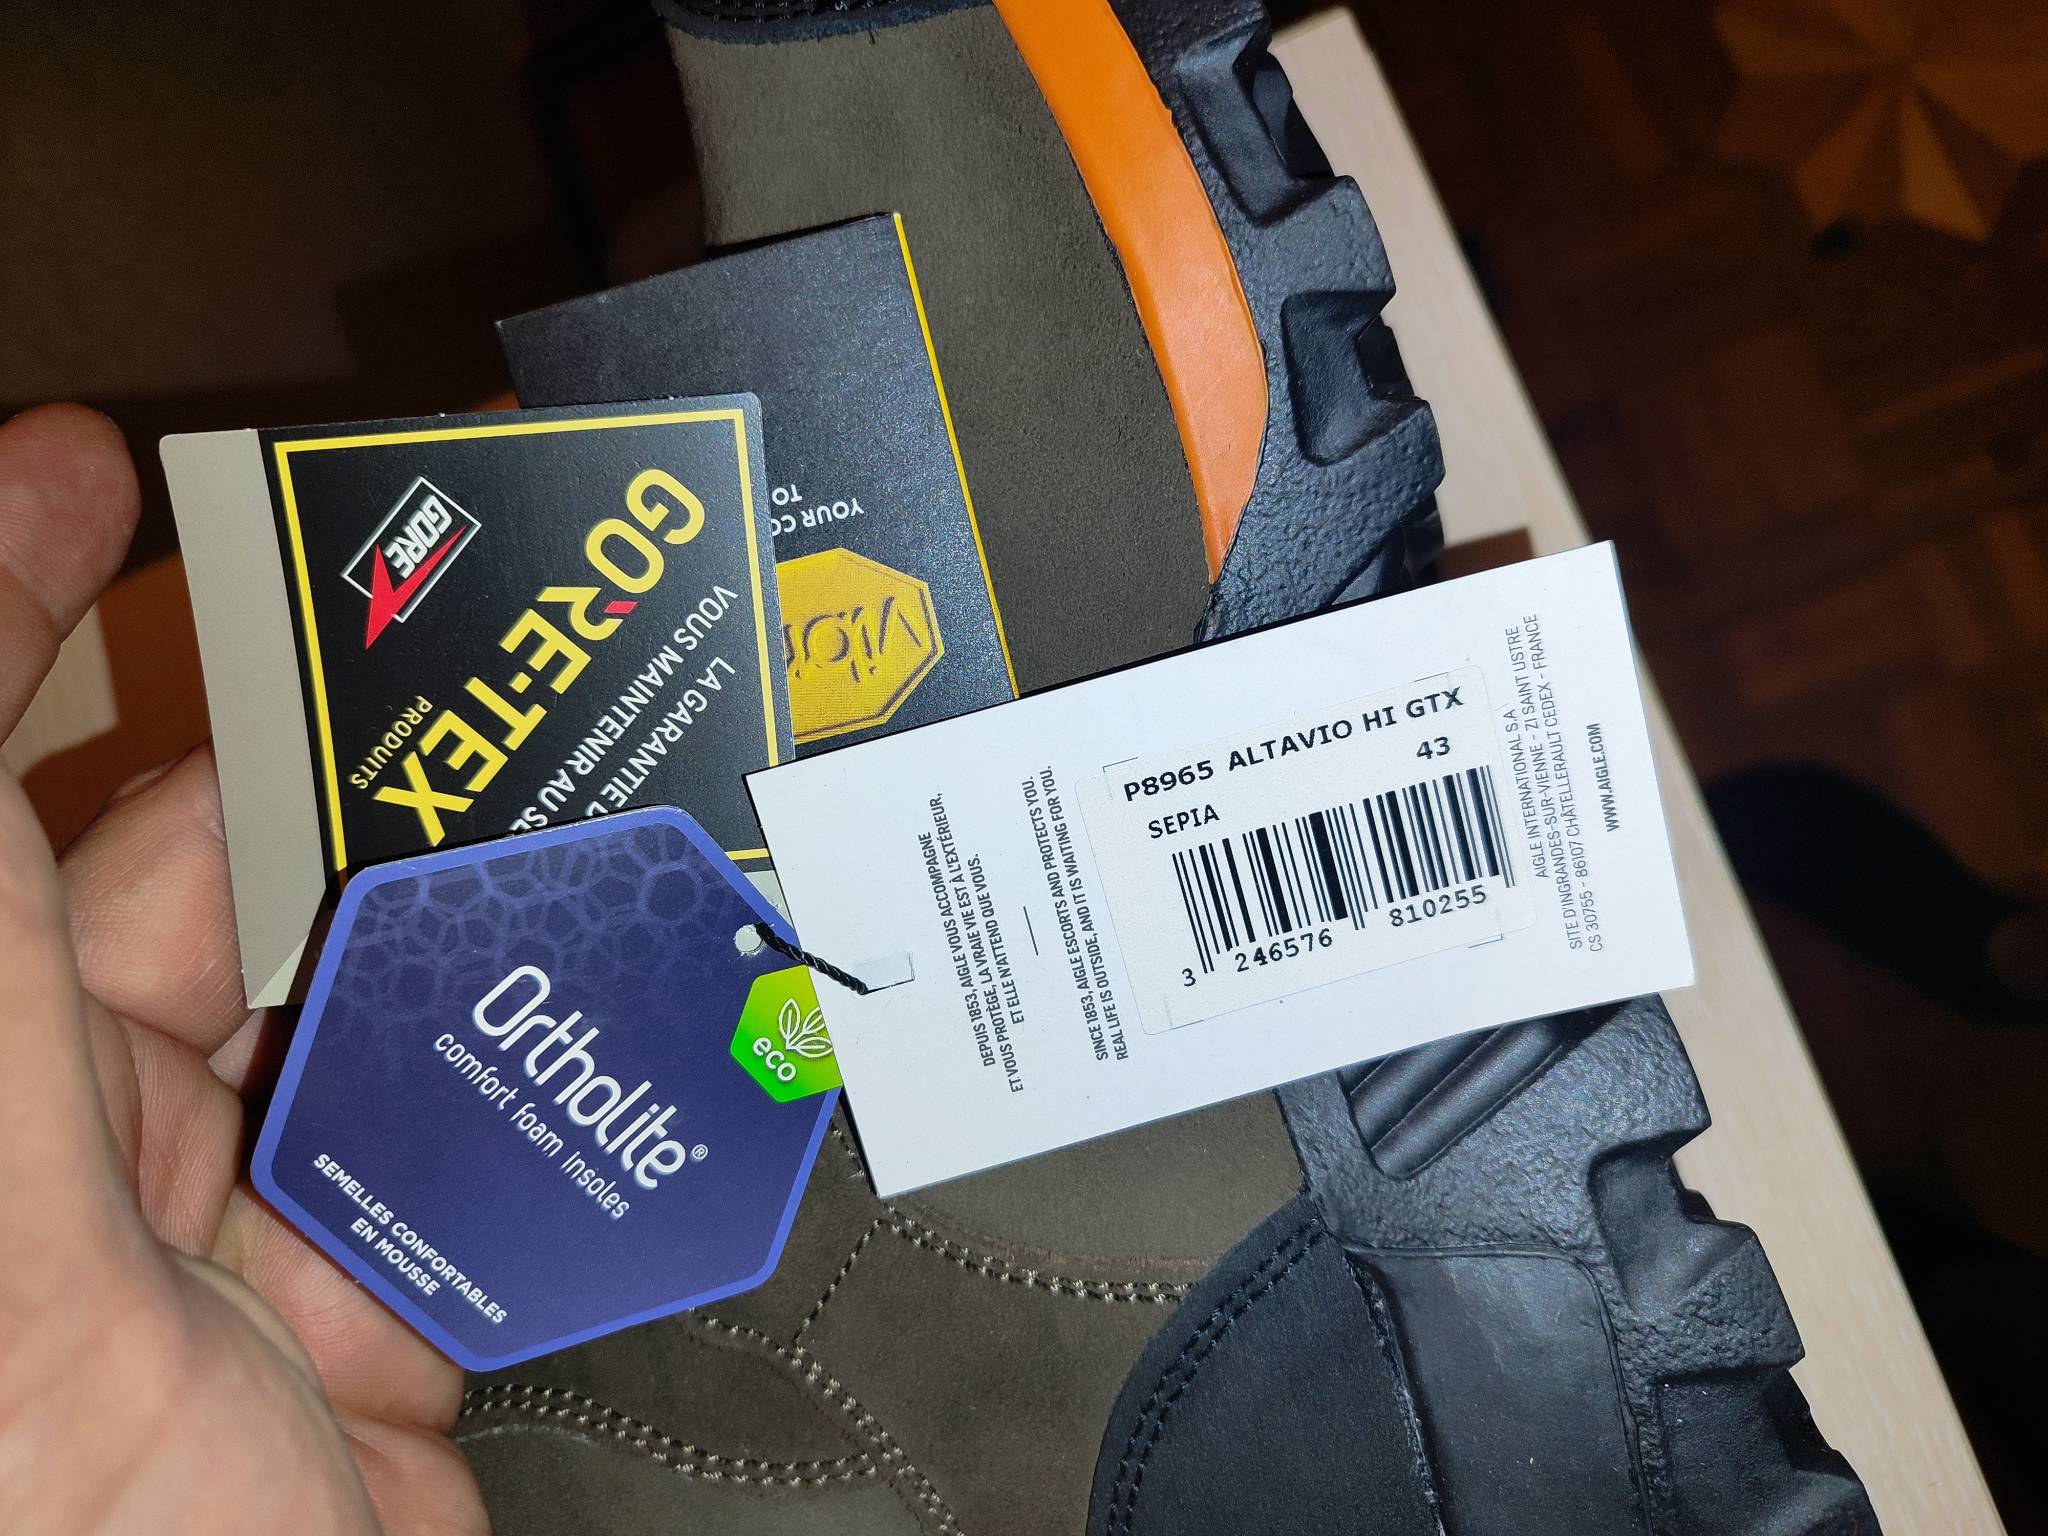 GORE
GORE-TEX
PRODUITS
LA GARANTIE
VOUS MAINTENIR AU
YOUR
TO
Ortholite®
comfort foam insoles
SEMELLES CONFORTABLES
EN MOUSSE
eco
DEPUIS 1853, AIGLE VOUS ACCOMPAGNE
ET VOUS PROTÈGE, LA VRAIE VIE EST À L'EXTÉRIEUR,
ET ELLE N'ATTEND QUE VOUS.
SINCE 1853, AIGLE ESCORTS AND PROTECTS YOU.
REAL LIFE IS OUTSIDE, AND IT IS WAITING FOR YOU.
P8965 ALTAVIO HI GTX
SEPIA 43
3 246576 810255
AIGLE INTERNATIONAL S.A
SITE D'INGRANDES-SUR-VIENNE - ZI SAINT USTRE
CS 30755 - 86107 CHÂTELLERAULT CEDEX - FRANCE
WWW.AIGLE.COM